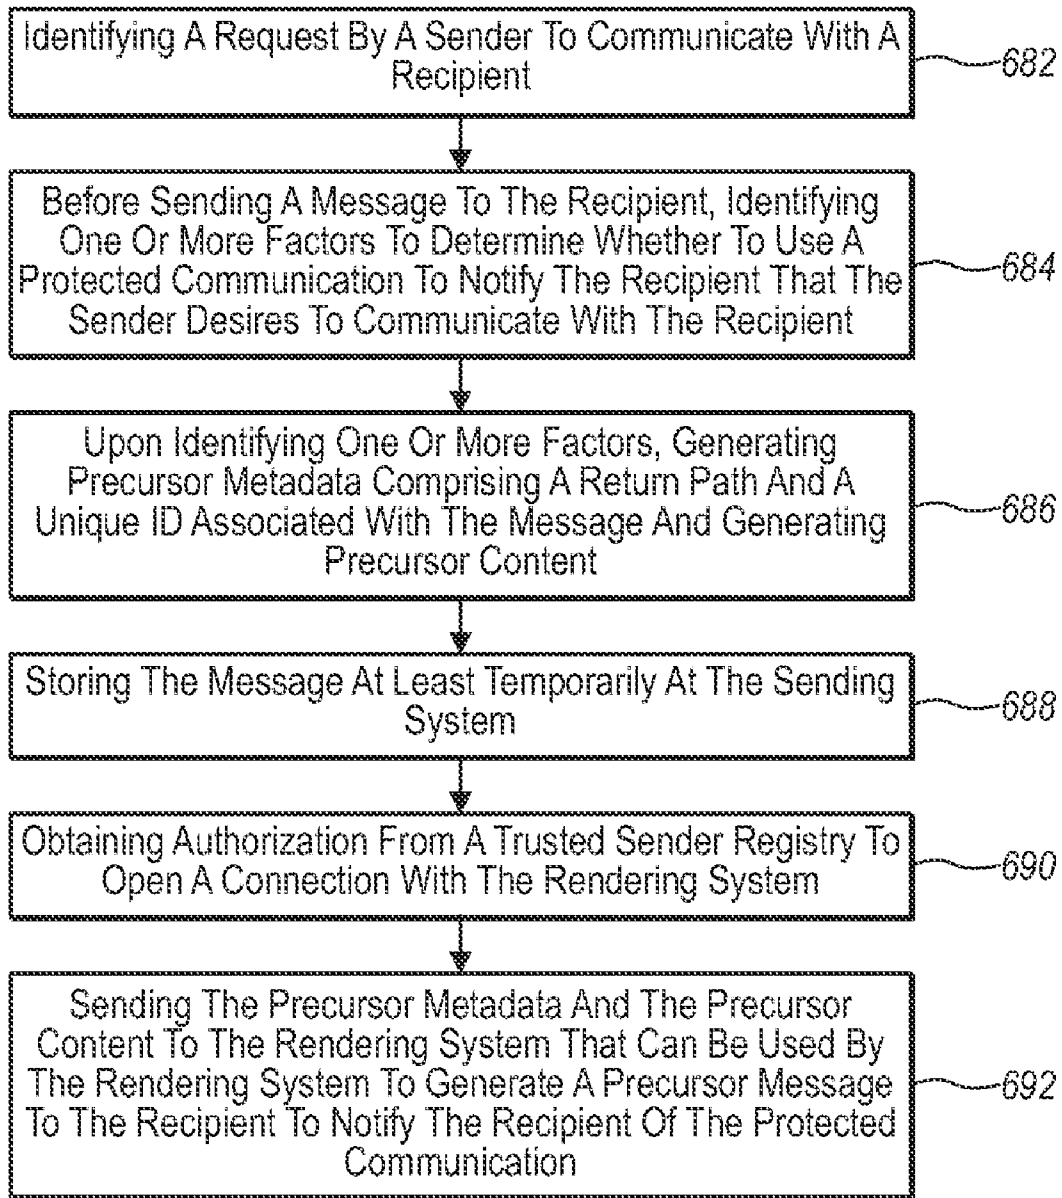 Identifying A Request By A Sender To Communicate With A
Recipient
682
Before Sending A Message To The Recipient, Identifying
One Or More Factors To Determine Whether To Use A
Protected Communication To Notify The Recipient That The
Sender Desires To Communicate With The Recipient
684
Upon Identifying One Or More Factors, Generating
Precursor Metadata Comprising A Return Path And A
Unique ID Associated With The Message And Generating
Precursor Content
686
Storing The Message At Least Temporarily At The Sending
System
688
Obtaining Authorization From A Trusted Sender Registry To
Open A Connection With The Rendering System
690
Sending The Precursor Metadata And The Precursor
Content To The Rendering System That Can Be Used By
The Rendering System To Generate A Precursor Message
To The Recipient To Notify The Recipient Of The Protected
Communication
692